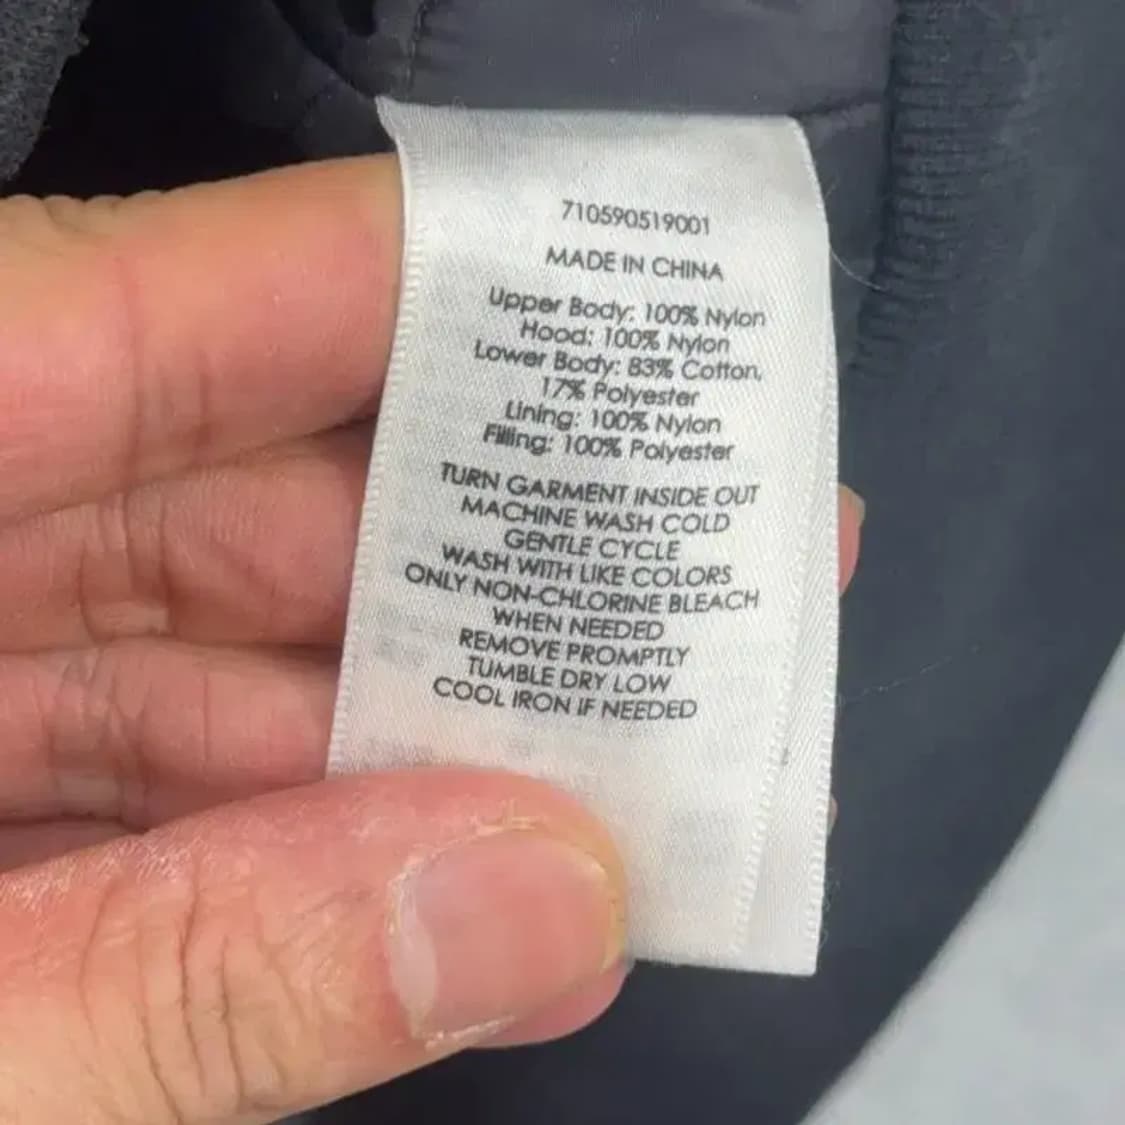 710590519001
MADE IN CHINA
Upper Body: 100% Nylon
Hood: 100% Nylon
Lower Body: 83% Cotton,
17% Polyester
Lining: 100% Nylon
Filling: 100% Polyester
TURN GARMENT INSIDE OUT
MACHINE WASH COLD
GENTLE CYCLE
WASH WITH LIKE COLORS
ONLY NON-CHLORINE BLEACH
WHEN NEEDED
REMOVE PROMPTLY
TUMBLE DRY LOW
COOL IRON IF NEEDED